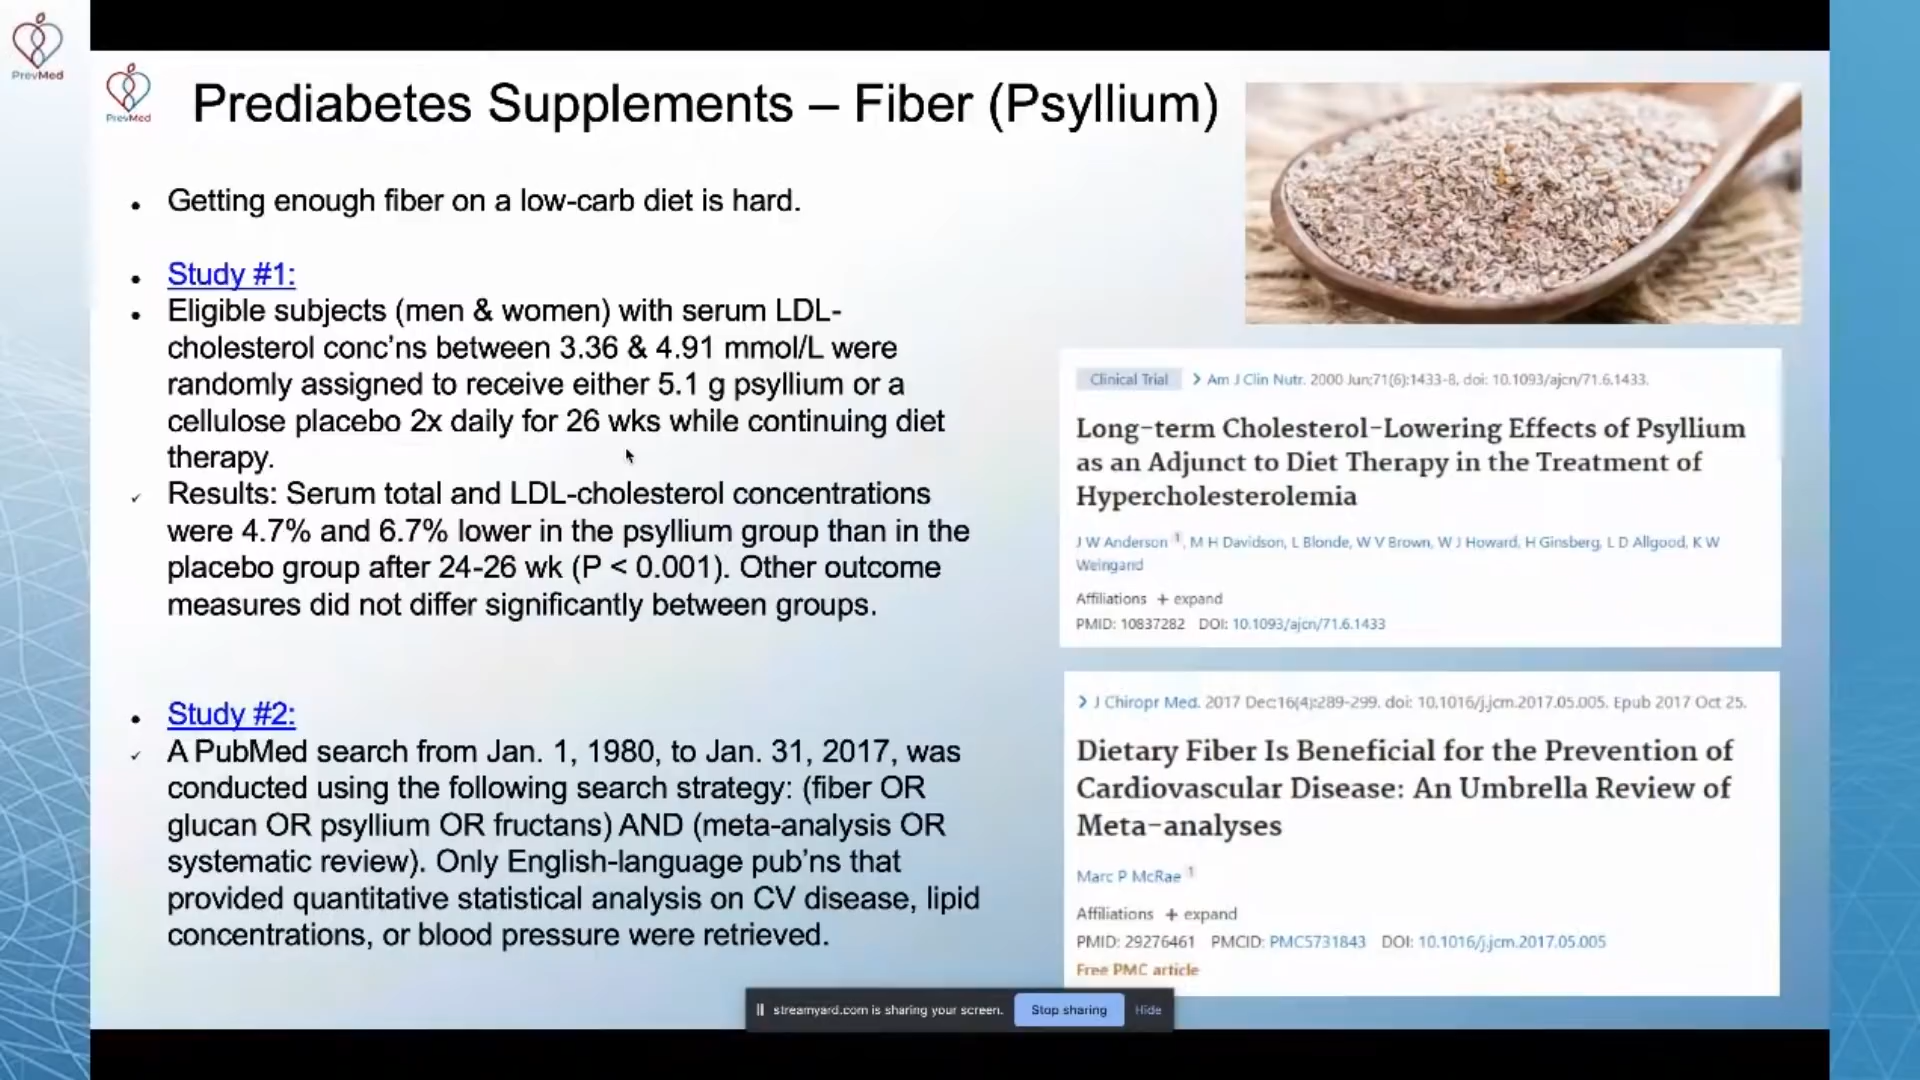 PrevMed
PrevMed
Prediabetes Supplements – Fiber (Psyllium)
• Getting enough fiber on a low-carb diet is hard.
• Study #1:
• Eligible subjects (men & women) with serum LDL-
cholesterol conc’ns between 3.36 & 4.91 mmol/L were
randomly assigned to receive either 5.1 g psyllium or a
cellulose placebo 2x daily for 26 wks while continuing diet
therapy.
✓ Results: Serum total and LDL-cholesterol concentrations
were 4.7% and 6.7% lower in the psyllium group than in the
placebo group after 24-26 wk (P < 0.001). Other outcome
measures did not differ significantly between groups.
• Study #2:
✓ A PubMed search from Jan. 1, 1980, to Jan. 31, 2017, was
conducted using the following search strategy: (fiber OR
glucan OR psyllium OR fructans) AND (meta-analysis OR
systematic review). Only English-language pub’ns that
provided quantitative statistical analysis on CV disease, lipid
concentrations, or blood pressure were retrieved.
Clinical Trial > Am J Clin Nutr. 2000 Jun;71(6):1433-8. doi: 10.1093/ajcn/71.6.1433.
Long-term Cholesterol-Lowering Effects of Psyllium
as an Adjunct to Diet Therapy in the Treatment of
Hypercholesterolemia
J W Anderson 1, M H Davidson, L Blonde, W V Brown, W J Howard, H Ginsberg, L D Allgood, K W
Weingand
Affiliations + expand
PMID: 10837282 DOI: 10.1093/ajcn/71.6.1433
> J Chiropr Med. 2017 Dec;16(4):289-299. doi: 10.1016/j.jcm.2017.05.005. Epub 2017 Oct 25.
Dietary Fiber Is Beneficial for the Prevention of
Cardiovascular Disease: An Umbrella Review of
Meta-analyses
Marc P McRae 1
Affiliations + expand
PMID: 29276461 PMCID: PMC5731843 DOI: 10.1016/j.jcm.2017.05.005
Free PMC article
streamyard.com is sharing your screen. Stop sharing Hide